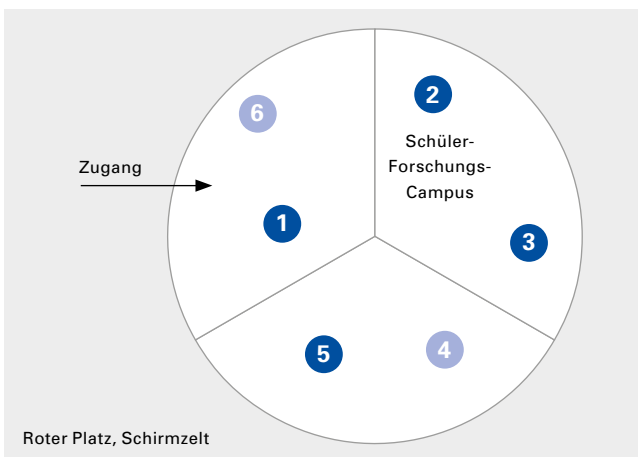 6
2
Schüler-
Forschungs-
Campus
Zugang
1
3
5
4
Roter Platz, Schirmzelt